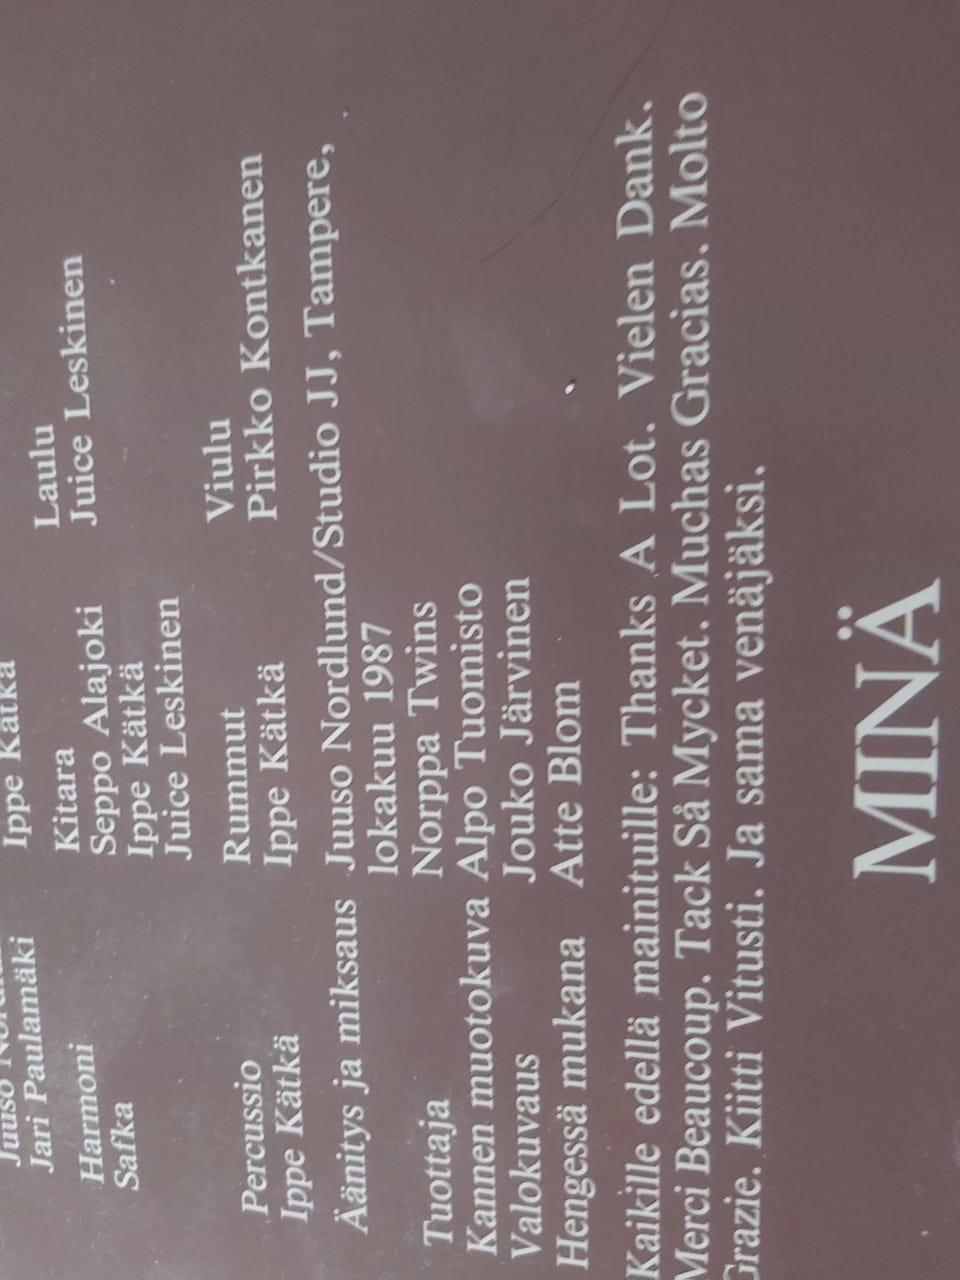 Jari Paulamäki
Harmoni
Safka
Percussio
Ippe Kätkä
Ippe Kätkä
Kitara
Seppo Alajoki
Ippe Kätkä
Juice Leskinen
Rummut
Ippe Kätkä
Laulu
Juice Leskinen
Viulu
Pirkko Kontkanen
Äänitys ja miksaus Juuso Nordlund/Studio JJ, Tampere,
lokakuu 1987
Tuottaja Norppa Twins
Kannen muotokuva Alpo Tuomisto
Valokuvaus Jouko Järvinen
Hengessä mukana Atte Blom
Kaikille edellä mainituille: Thanks A Lot. Vielen Dank.
Merci Beaucoup. Tack Så Mycket. Muchas Gracias. Molto
Grazie. Kiitti Vitusti. Ja sama venäjäksi.
MINÄ